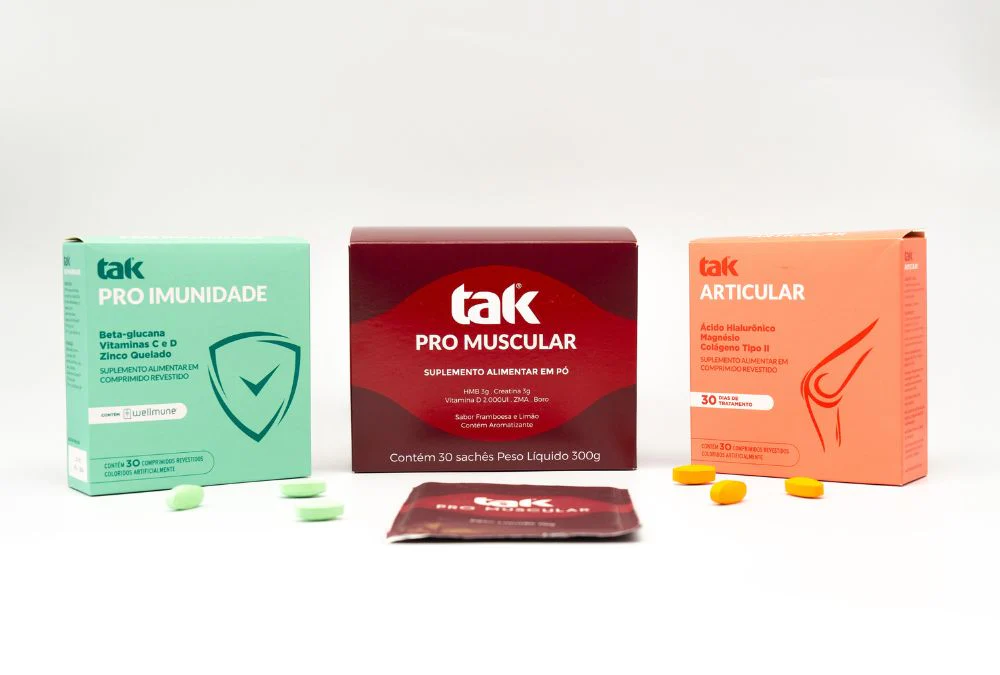 PRO IMUNIDADE
tak
PRO IMUNIDADE
Beta-glucana
Vitaminas C e D
Zinco Quelado
SUPLEMENTO ALIMENTAR EM
COMPRIMIDO REVESTIDO
CONTÉM wellmune®
CONTÉM 30 COMPRIMIDOS REVESTIDOS
COLORIDOS ARTIFICIALMENTE
tak®
PRO MUSCULAR
SUPLEMENTO ALIMENTAR EM PÓ
HMB 3g , Creatina 3g
Vitamina D 2.000UI , ZMA , Boro
Sabor Framboesa e Limão
Contém Aromatizante
Contém 30 sachês Peso Líquido 300g
tak
PRO MUSCULAR
ARTICULAR
tak
ARTICULAR
Ácido Hialurônico
Magnésio
Colágeno Tipo II
SUPLEMENTO ALIMENTAR EM
COMPRIMIDO REVESTIDO
30 DIAS DE
TRATAMENTO
CONTÉM 30 COMPRIMIDOS REVESTIDOS
COLORIDOS ARTIFICIALMENTE